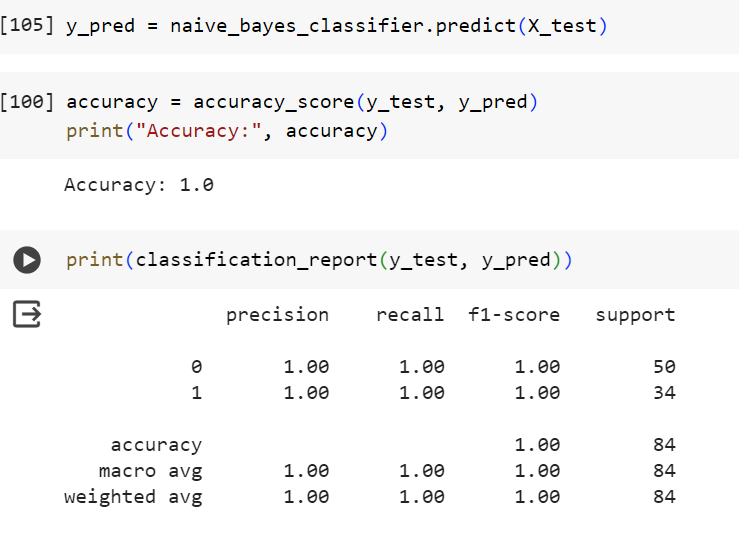 [105] y_pred = naive_bayes_classifier.predict(X_test)
[100] accuracy = accuracy_score(y_test, y_pred)
print("Accuracy:", accuracy)
Accuracy: 1.0
print(classification_report(y_test, y_pred))
precision recall f1-score support
0 1.00 1.00 1.00 50
1 1.00 1.00 1.00 34
accuracy 1.00 84
macro avg 1.00 1.00 1.00 84
weighted avg 1.00 1.00 1.00 84